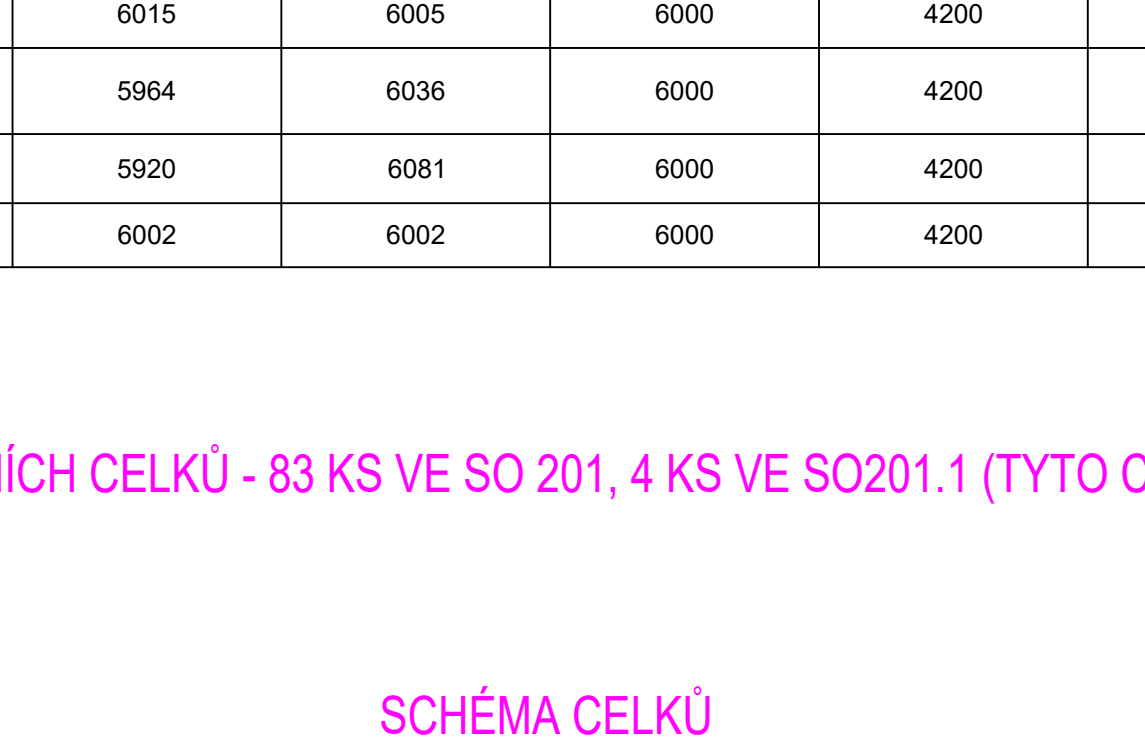 6015 6005 6000 4200
5964 6036 6000 4200
5920 6081 6000 4200
6002 6002 6000 4200
ÍCH CELKŮ - 83 KS VE SO 201, 4 KS VE SO201.1 (TYTO
SCHÉMA CELKŮ